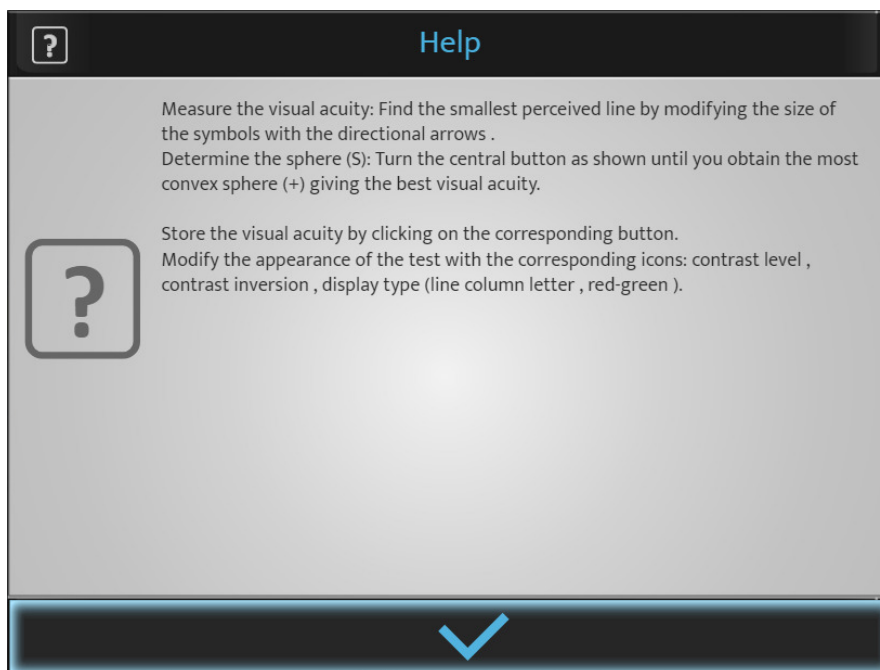 Help
Measure the visual acuity: Find the smallest perceived line by modifying the size of
the symbols with the directional arrows .
Determine the sphere (S): Turn the central button as shown until you obtain the most
convex sphere (+) giving the best visual acuity.
Store the visual acuity by clicking on the corresponding button.
Modify the appearance of the test with the corresponding icons: contrast level ,
contrast inversion , display type (line column letter , red-green ).